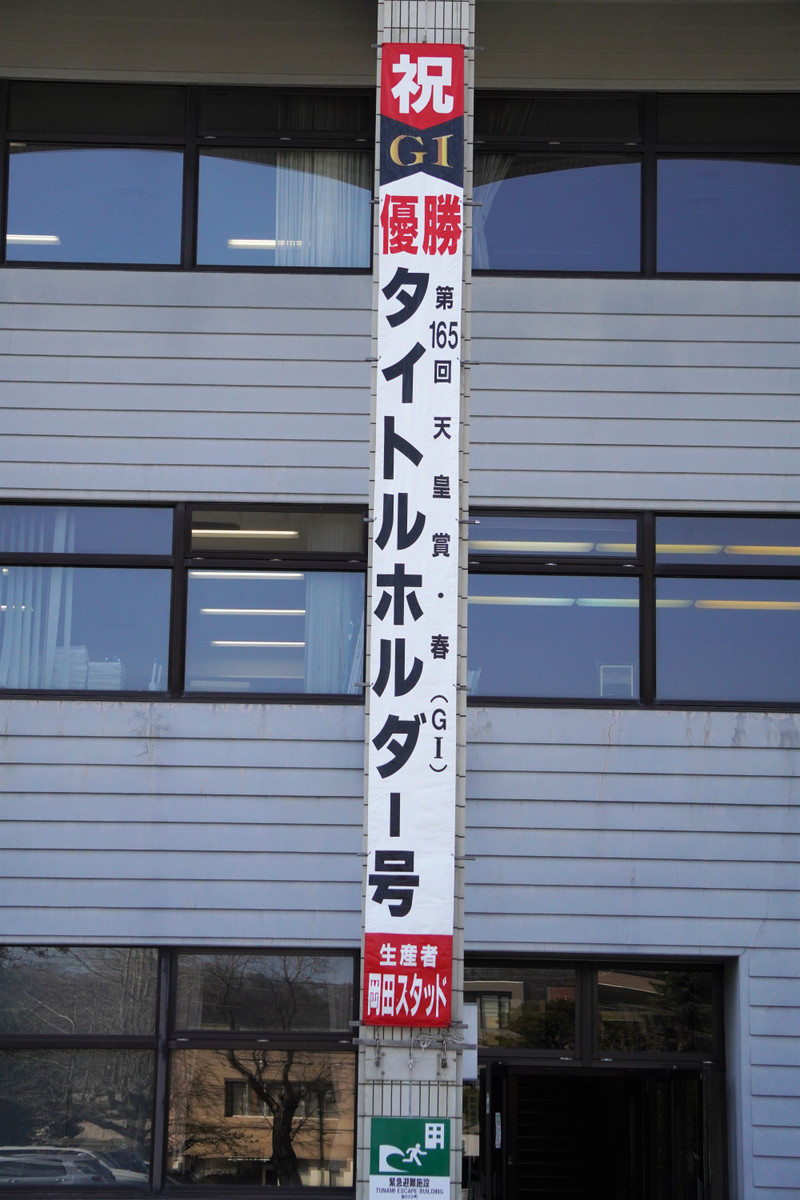 祝
GI
優勝
第165回 天皇賞・春(GI)
タイトルホルダー号
生産者
岡田スタッド
緊急避難施設
TUNAMI ESCAPE BUILDING